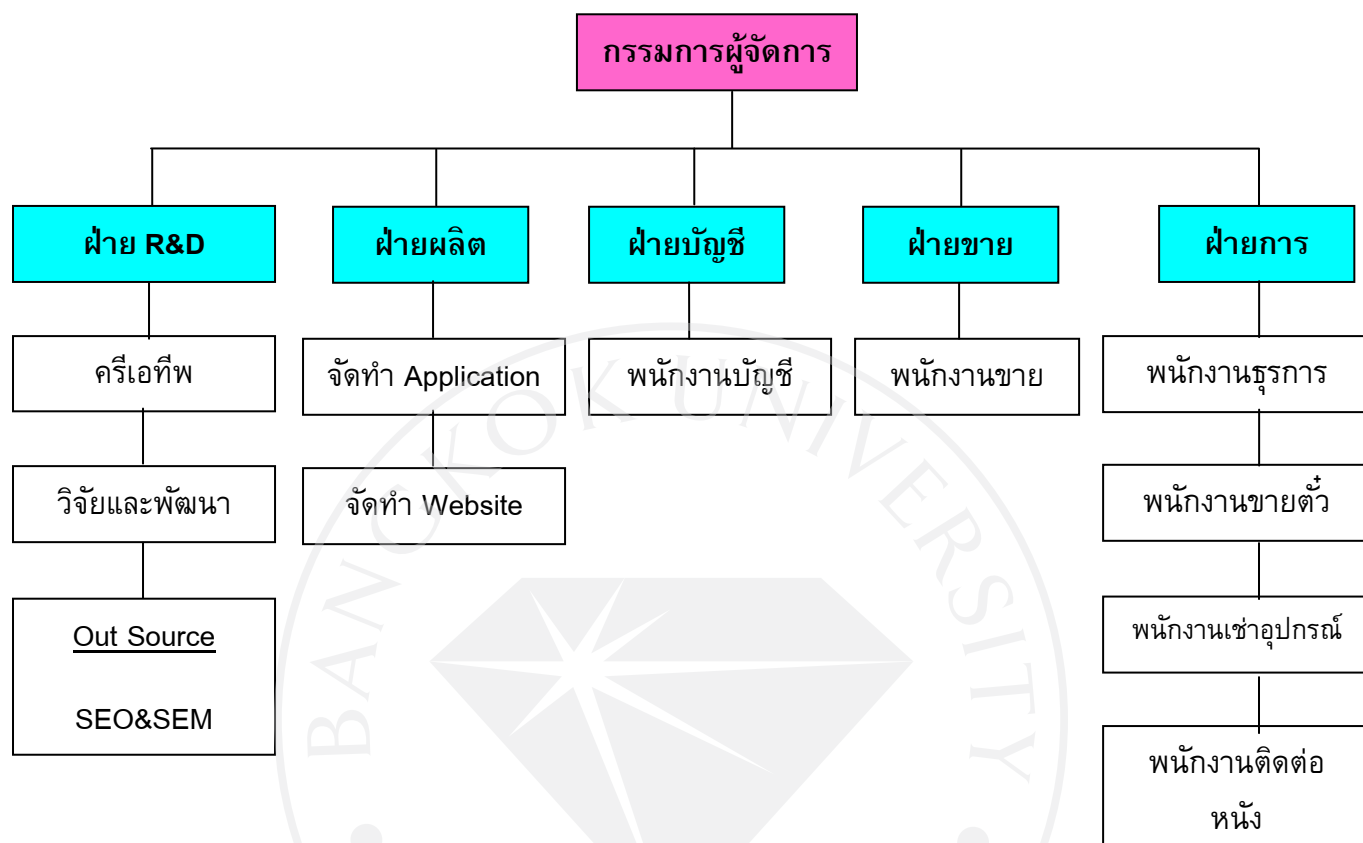 กรรมการผู้จัดการ
ฝ่าย R&D
ฝ่ายผลิต
ฝ่ายบัญชี
ฝ่ายขาย
ฝ่ายการ
ครีเอทีพ
จัดทำ Application
พนักงานบัญชี
พนักงานขาย
พนักงานธุรการ
วิจัยและพัฒนา
จัดทำ Website
พนักงานขายตั๋ว
Out Source
SEO&SEM
พนักงานเช่าอุปกรณ์
พนักงานติดต่อ
หนัง
BANGKOK UNIVERSITY